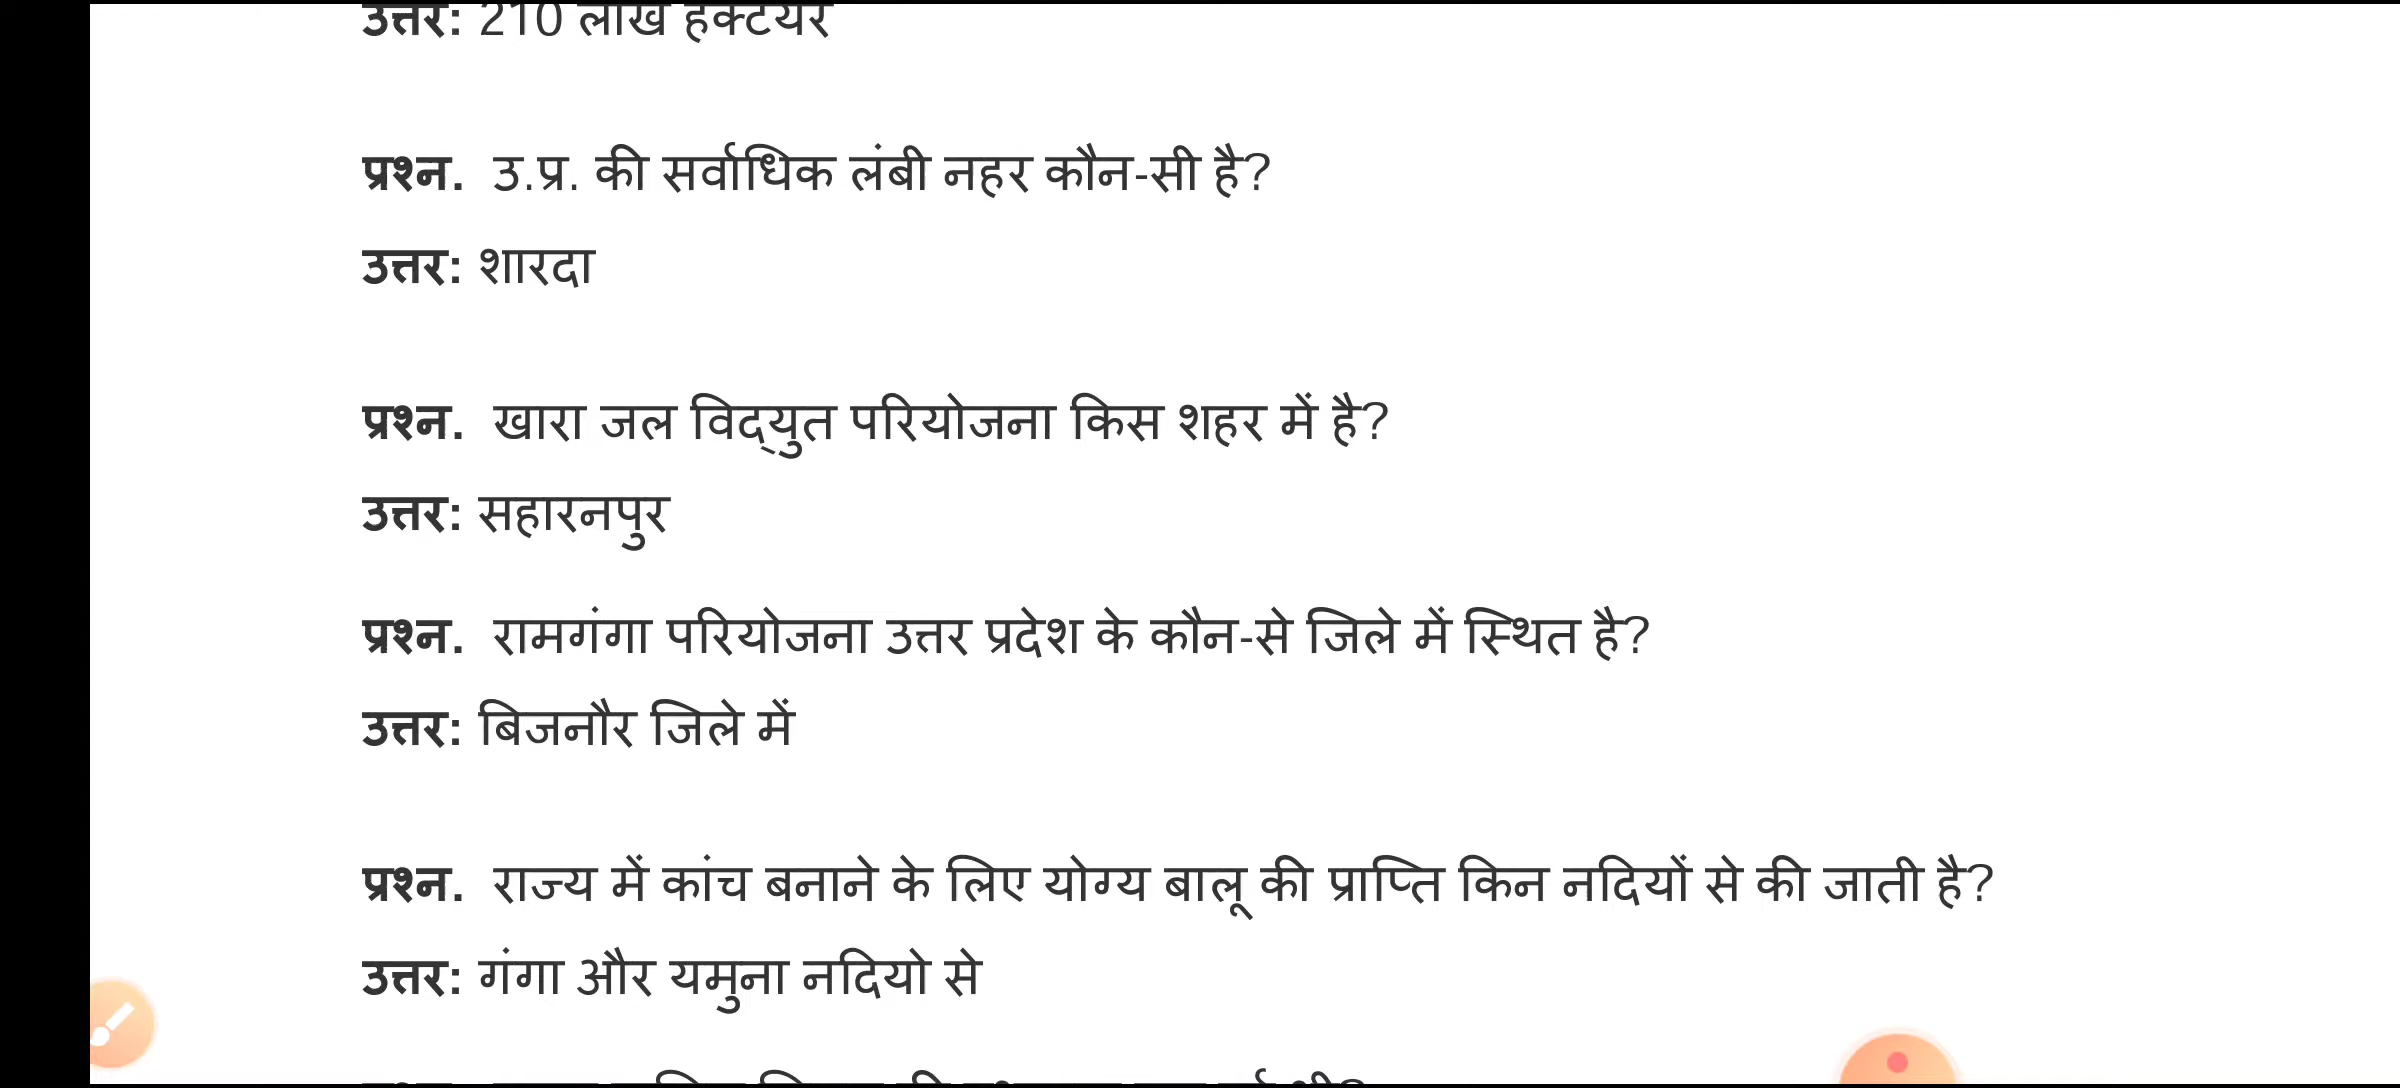 उत्तर: 210 लाख हेक्टेयर
प्रश्न. उ.प्र. की सर्वाधिक लंबी नहर कौन-सी है?
उत्तर: शारदा
प्रश्न. खारा जल विद्युत परियोजना किस शहर में है?
उत्तर: सहारनपुर
प्रश्न. रामगंगा परियोजना उत्तर प्रदेश के कौन-से जिले में स्थित है?
उत्तर: बिजनौर जिले में
प्रश्न. राज्य में कांच बनाने के लिए योग्य बालू की प्राप्ति किन नदियों से की जाती है?
उत्तर: गंगा और यमुना नदियो से